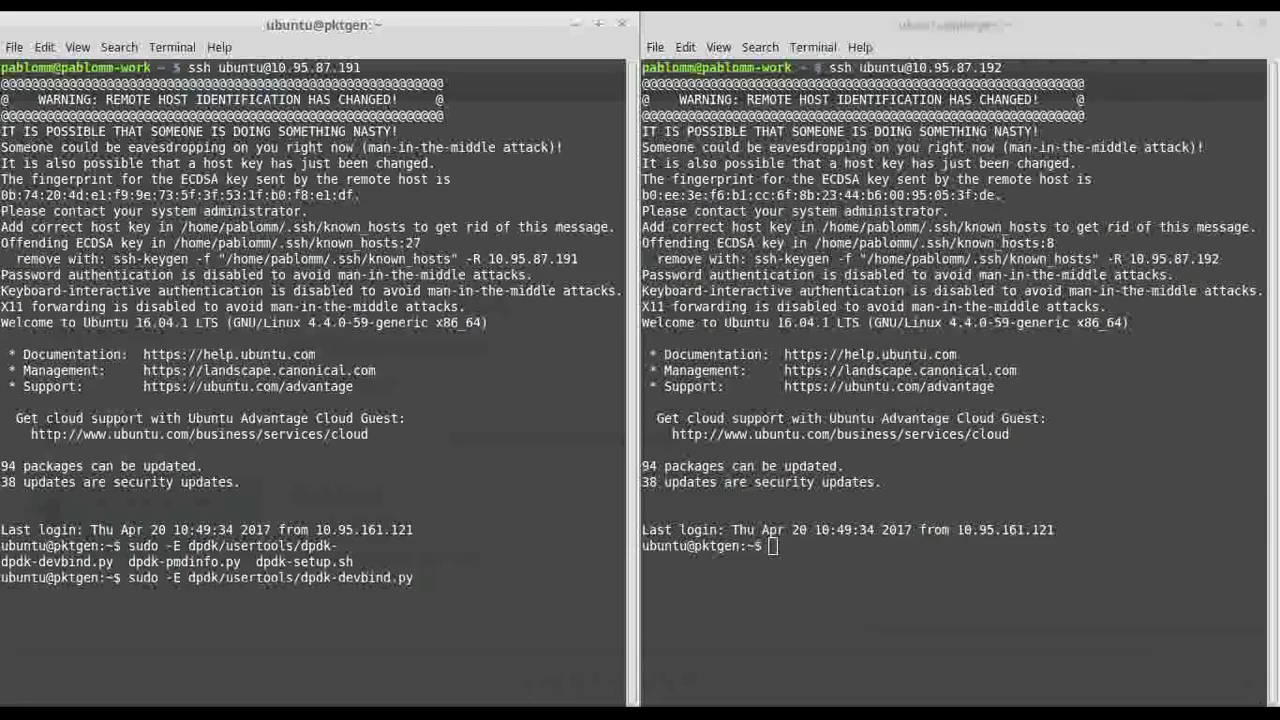 ubuntu@pktgen: ~
File Edit View Search Terminal Help
pablomm@pablomm-work ~ $ ssh ubuntu@10.95.87.191
@@@@@@@@@@@@@@@@@@@@@@@@@@@@@@@@@@@@@@@@@@@@@@@@@@@@@@@@@@@
@    WARNING: REMOTE HOST IDENTIFICATION HAS CHANGED!     @
@@@@@@@@@@@@@@@@@@@@@@@@@@@@@@@@@@@@@@@@@@@@@@@@@@@@@@@@@@@
IT IS POSSIBLE THAT SOMEONE IS DOING SOMETHING NASTY!
Someone could be eavesdropping on you right now (man-in-the-middle attack)!
It is also possible that a host key has just been changed.
The fingerprint for the ECDSA key sent by the remote host is
0b:74:20:4d:e1:f9:9e:73:5f:3f:53:1f:b0:f8:e1:df.
Please contact your system administrator.
Add correct host key in /home/pablomm/.ssh/known_hosts to get rid of this message.
Offending ECDSA key in /home/pablomm/.ssh/known_hosts:27
  remove with: ssh-keygen -f "/home/pablomm/.ssh/known_hosts" -R 10.95.87.191
Password authentication is disabled to avoid man-in-the-middle attacks.
Keyboard-interactive authentication is disabled to avoid man-in-the-middle attacks.
X11 forwarding is disabled to avoid man-in-the-middle attacks.
Welcome to Ubuntu 16.04.1 LTS (GNU/Linux 4.4.0-59-generic x86_64)
 * Documentation:  https://help.ubuntu.com
 * Management:     https://landscape.canonical.com
 * Support:        https://ubuntu.com/advantage
  Get cloud support with Ubuntu Advantage Cloud Guest:
    http://www.ubuntu.com/business/services/cloud
94 packages can be updated.
38 updates are security updates.
Last login: Thu Apr 20 10:49:34 2017 from 10.95.161.121
ubuntu@pktgen:~$ sudo -E dpdk/usertools/dpdk-
dpdk-devbind.py  dpdk-pmdinfo.py  dpdk-setup.sh
ubuntu@pktgen:~$ sudo -E dpdk/usertools/dpdk-devbind.py
ubuntu@pktgen: ~
File Edit View Search Terminal Help
pablomm@pablomm-work ~ $ ssh ubuntu@10.95.87.192
@@@@@@@@@@@@@@@@@@@@@@@@@@@@@@@@@@@@@@@@@@@@@@@@@@@@@@@@@@@
@    WARNING: REMOTE HOST IDENTIFICATION HAS CHANGED!     @
@@@@@@@@@@@@@@@@@@@@@@@@@@@@@@@@@@@@@@@@@@@@@@@@@@@@@@@@@@@
IT IS POSSIBLE THAT SOMEONE IS DOING SOMETHING NASTY!
Someone could be eavesdropping on you right now (man-in-the-middle attack)!
It is also possible that a host key has just been changed.
The fingerprint for the ECDSA key sent by the remote host is
b0:ee:3e:f6:b1:cc:6f:8b:23:44:b6:00:95:05:3f:de.
Please contact your system administrator.
Add correct host key in /home/pablomm/.ssh/known_hosts to get rid of this message.
Offending ECDSA key in /home/pablomm/.ssh/known_hosts:8
  remove with: ssh-keygen -f "/home/pablomm/.ssh/known_hosts" -R 10.95.87.192
Password authentication is disabled to avoid man-in-the-middle attacks.
Keyboard-interactive authentication is disabled to avoid man-in-the-middle attacks.
X11 forwarding is disabled to avoid man-in-the-middle attacks.
Welcome to Ubuntu 16.04.1 LTS (GNU/Linux 4.4.0-59-generic x86_64)
 * Documentation:  https://help.ubuntu.com
 * Management:     https://landscape.canonical.com
 * Support:        https://ubuntu.com/advantage
  Get cloud support with Ubuntu Advantage Cloud Guest:
    http://www.ubuntu.com/business/services/cloud
94 packages can be updated.
38 updates are security updates.
Last login: Thu Apr 20 10:49:34 2017 from 10.95.161.121
ubuntu@pktgen:~$